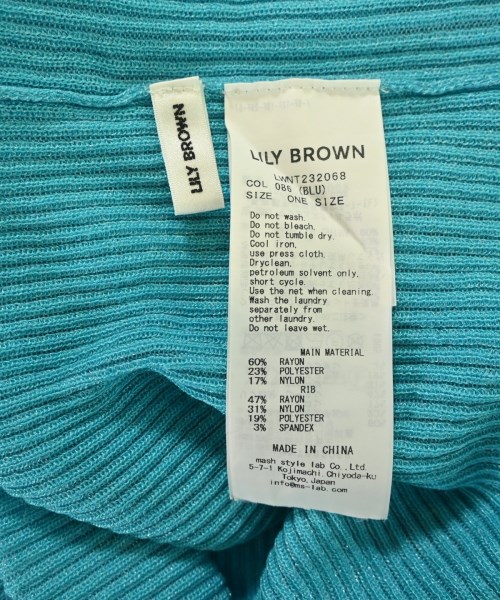 LILY BROWN
LILY BROWN
LWNT232068
COL 086 (BLU)
SIZE ONE SIZE
Do not wash.
Do not bleach.
Do not tumble dry.
Cool iron,
use press cloth.
Dryclean,
petroleum solvent only,
short cycle.
Use the net when cleaning.
Wash the laundry
separately from
other laundry.
Do not leave wet.
MAIN MATERIAL
60% RAYON
23% POLYESTER
17% NYLON
RIB
47% RAYON
31% NYLON
19% POLYESTER
3% SPANDEX
MADE IN CHINA
mash style lab Co.,Ltd.
5-7-1 Kojimachi Chiyoda-ku
Tokyo,Japan
info@ms-lab.com